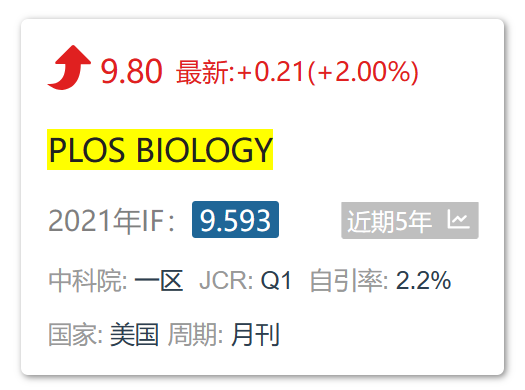 9.80 最新:+0.21(+2.00%)
PLOS BIOLOGY
2021年IF: 9.593 近期5年
中科院: 一区 JCR: Q1 自引率: 2.2%
国家: 美国 周期: 月刊